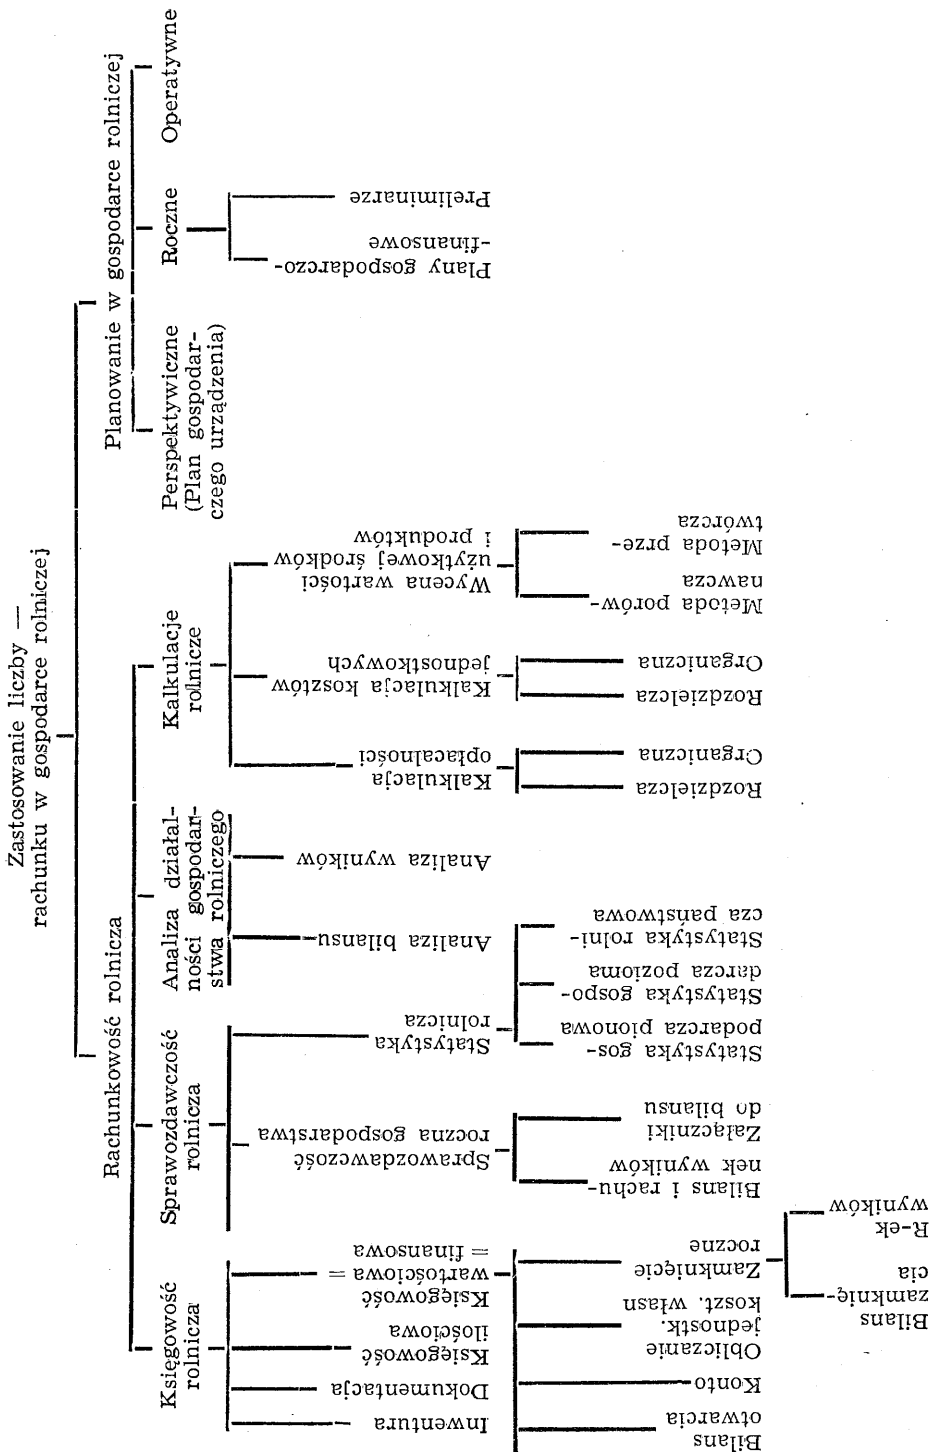 Zastosowanie liczby —
rachunku w gospodarce rolniczej
Rachunkowość rolnicza
Planowanie w gospodarce rolniczej
Księgowość
rolnicza
Sprawozdawczość
rolnicza
Analiza działal-
ności gospodar-
stwa rolniczego
Kalkulacje
rolnicze
Perspektywiczne
(Plan gospodar-
czego urządzenia)
Roczne
Operatywne
Inwentura
Dokumentacja
Księgowość
ilościowa
Księgowość
wartościowa =
= finansowa
Sprawozdawczość
roczna gospodarstwa
Statystyka
rolnicza
Analiza bilansu
Analiza wyników
Kalkulacja
opłacalności
Kalkulacja kosztów
jednostkowych
Wycena wartości
użytkowej środków
i produktów
Plany gospodarczo-
-finansowe
Preliminarze
Bilans
otwarcia
Konto
Obliczanie
jednostk.
koszt. własn
Zamknięcie
roczne
Bilans i rachu-
nek wyników
Załączniki
do bilansu
Statystyka gos-
podarcza pionowa
Statystyka gospo-
darcza pozioma
Statystyka rolni-
cza państwowa
Rozdzielcza
Organiczna
Rozdzielcza
Organiczna
Metoda porów-
nawcza
Metoda prze-
twórcza
Bilans
zamknię-
cia
R-ek
wyników